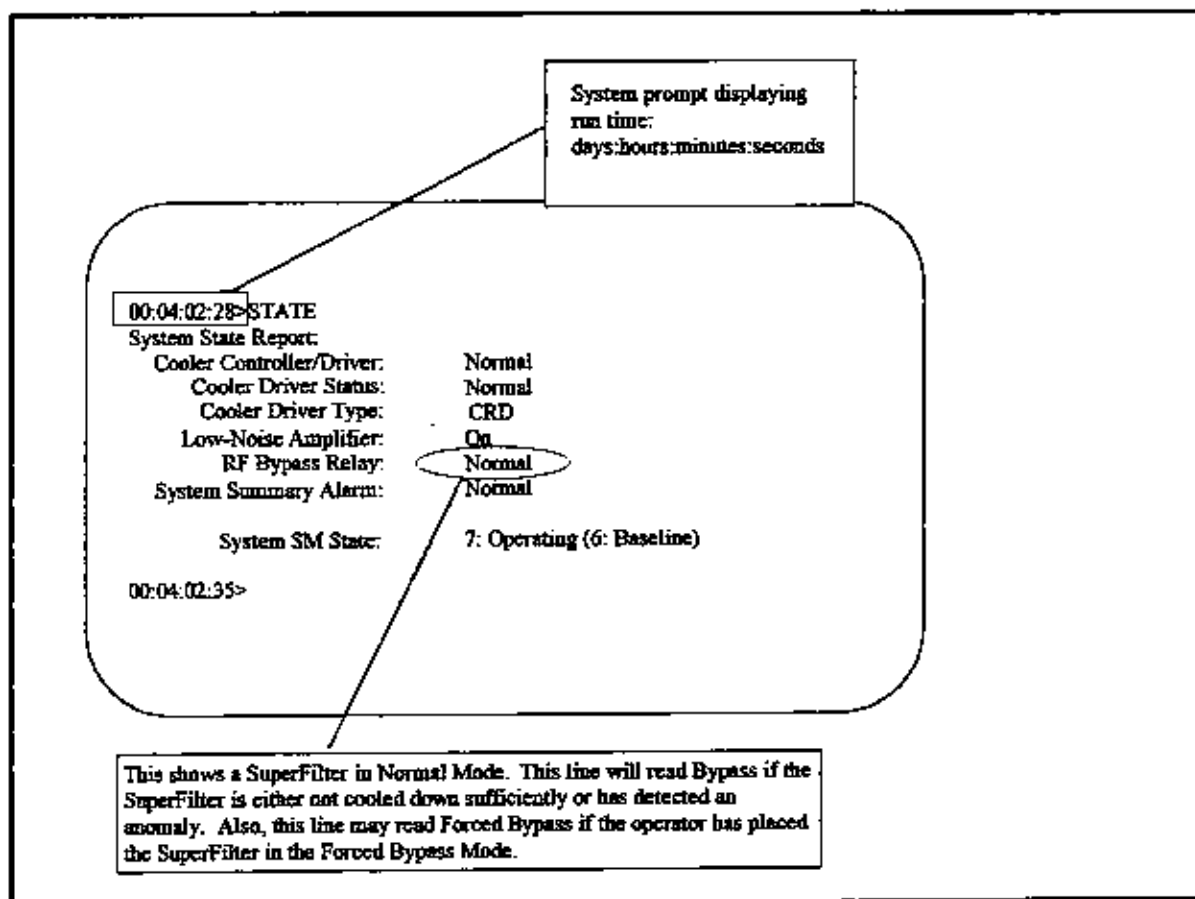 System prompt displaying
run time:
days:hours:minutes:seconds
00:04:02:28>STATE
System State Report:
Cooler Controller/Driver: Normal
Cooler Driver Status: Normal
Cooler Driver Type: CRD
Low-Noise Amplifier: On
RF Bypass Relay: Normal
System Summary Alarm: Normal
System SM State: 7: Operating (6: Baseline)
00:04:02:35>
This shows a SuperFilter in Normal Mode. This line will read Bypass if the
SuperFilter is either not cooled down sufficiently or has detected an
anomaly. Also, this line may read Forced Bypass if the operator has placed
the SuperFilter in the Forced Bypass Mode.